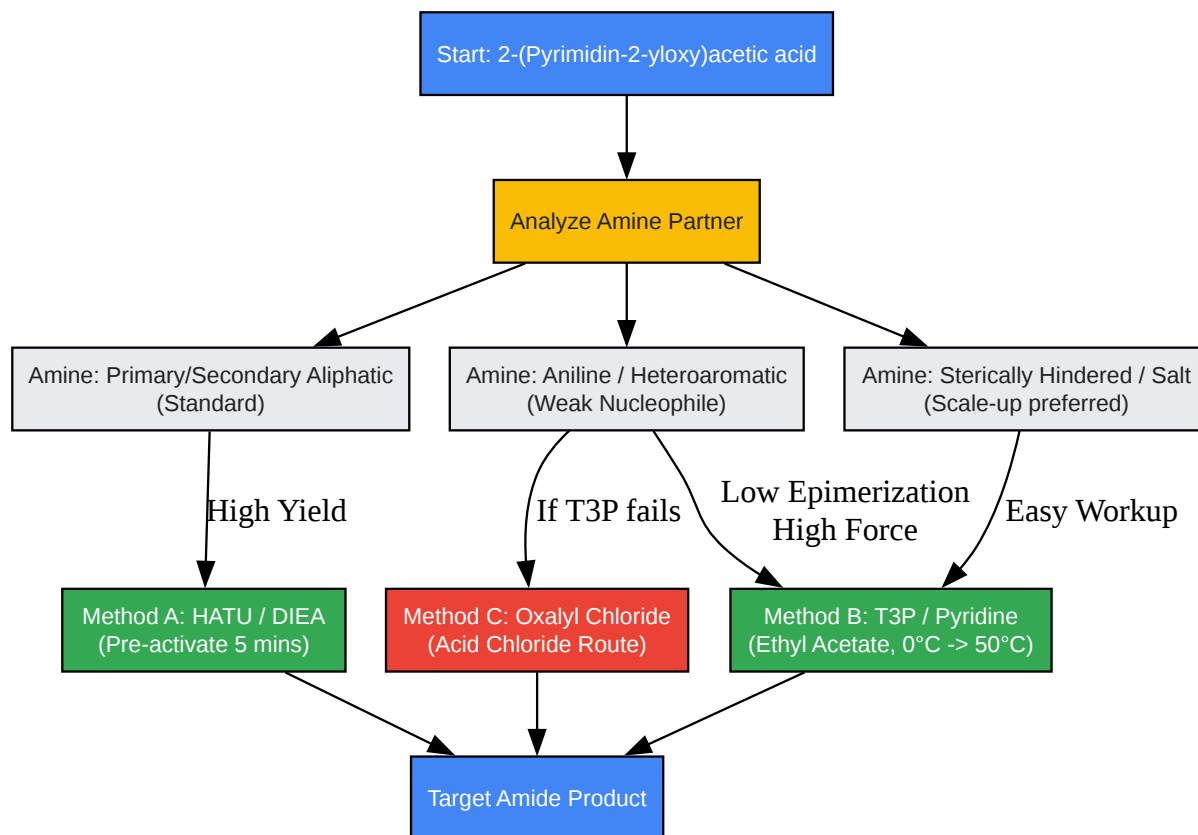 Start: 2-(Pyrimidin-2-yloxy)acetic acid
Analyze Amine Partner
Amine: Primary/Secondary Aliphatic
(Standard)
Amine: Aniline / Heteroaromatic
(Weak Nucleophile)
Amine: Sterically Hindered / Salt
(Scale-up preferred)
High Yield
If T3P fails
Low Epimerization
High Force
Easy Workup
Method A: HATU / DIEA
(Pre-activate 5 mins)
Method C: Oxalyl Chloride
(Acid Chloride Route)
Method B: T3P / Pyridine
(Ethyl Acetate, 0°C -> 50°C)
Target Amide Product